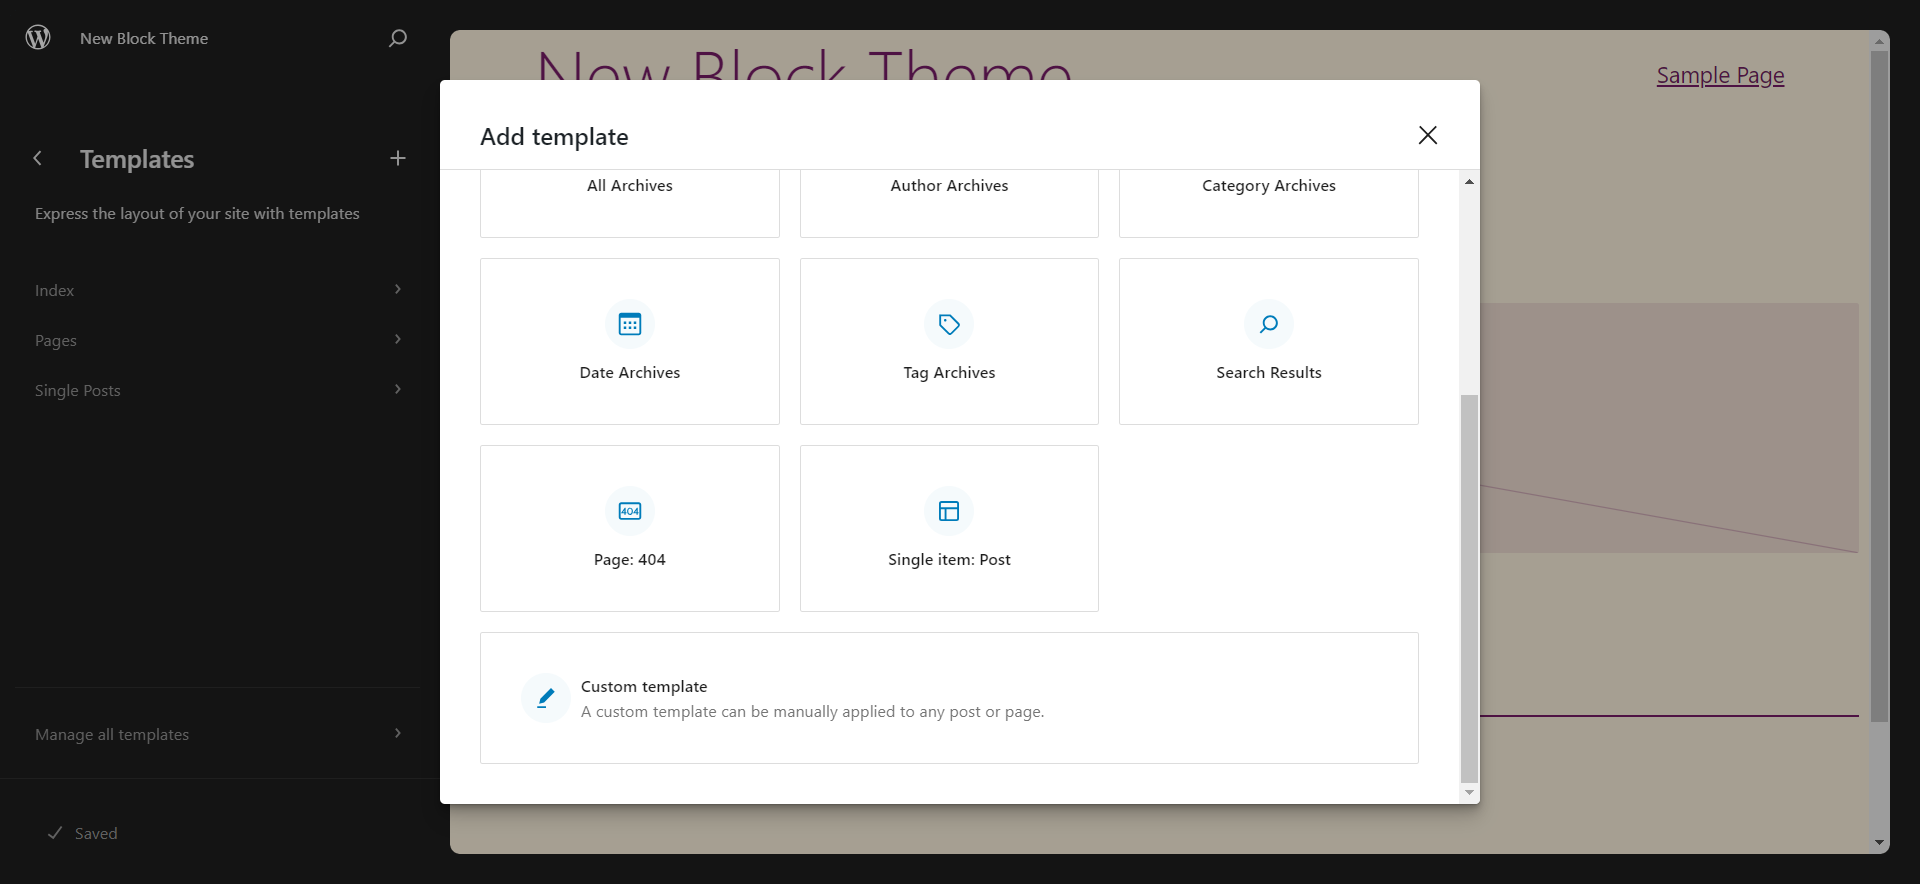 New Block Theme
New Block Theme
Sample Page
Add template
Templates
Express the layout of your site with templates
Index
Pages
Single Posts
Manage all templates
Saved
All Archives
Author Archives
Category Archives
Date Archives
Tag Archives
Search Results
404
Page: 404
Single item: Post
Custom template
A custom template can be manually applied to any post or page.